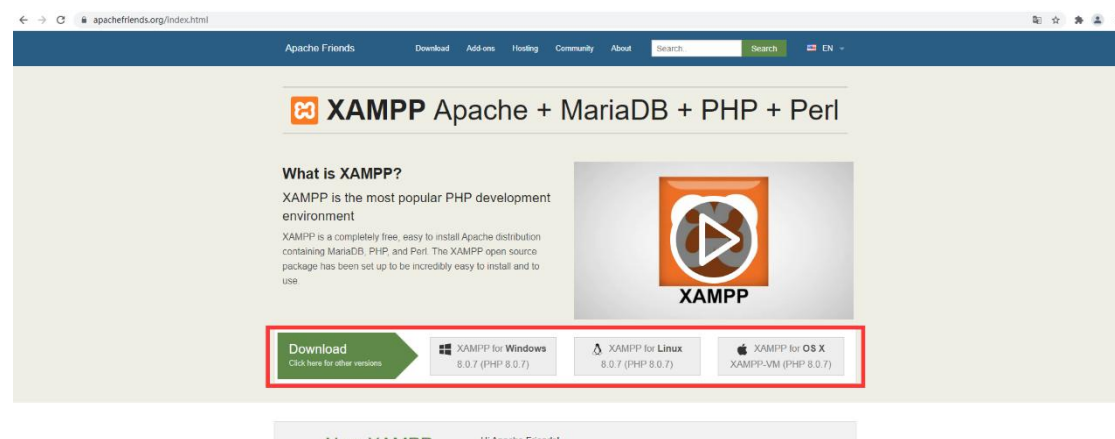 apachefriends.org/index.html
Apache Friends Download Add-ons Hosting Community About Search Search EN
XAMPP Apache + MariaDB + PHP + Perl
What is XAMPP?
XAMPP is the most popular PHP development
environment
XAMPP is a completely free, easy to install Apache distribution
containing MariaDB, PHP, and Perl. The XAMPP open source
package has been set up to be incredibly easy to install and to
use.
XAMPP
Download
Click here for other versions
XAMPP for Windows
8.0.7 (PHP 8.0.7)
XAMPP for Linux
8.0.7 (PHP 8.0.7)
XAMPP for OS X
XAMPP-VM (PHP 8.0.7)